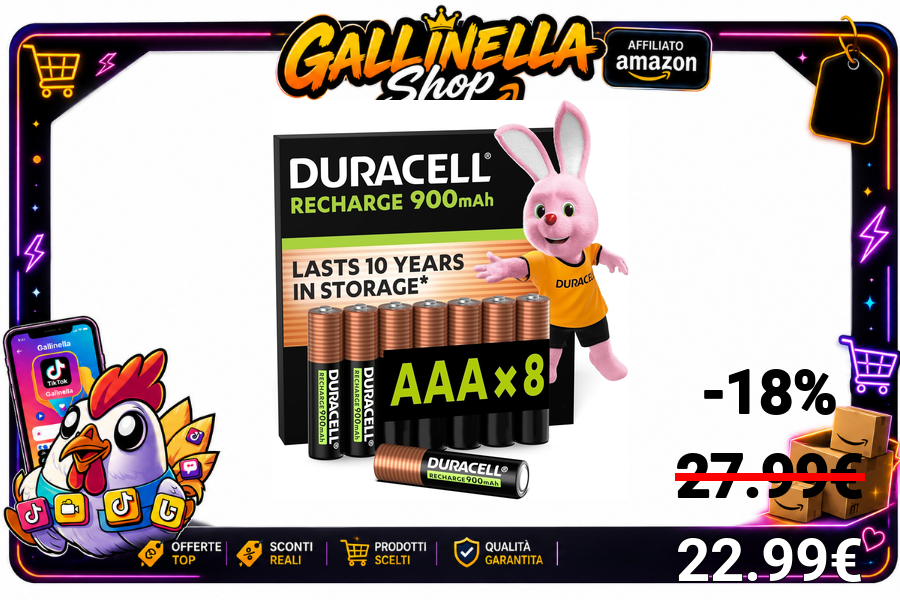 GALLINELLA
Shop
AFFILIATO
amazon
DURACELL®
RECHARGE 900mAh
LASTS 10 YEARS
IN STORAGE*
DURACELL
AAA x 8
DURACELL
RECHARGE 900mAh
DURACELL
RECHARGE 900mAh
DURACELL®
RECHARGE 900mAh
Gallinella
TikTok
Gallinella
-18%
27.99€
22.99€
OFFERTE
TOP
SCONTI
REALI
PRODOTTI
SCELTI
QUALITÀ
GARANTITA